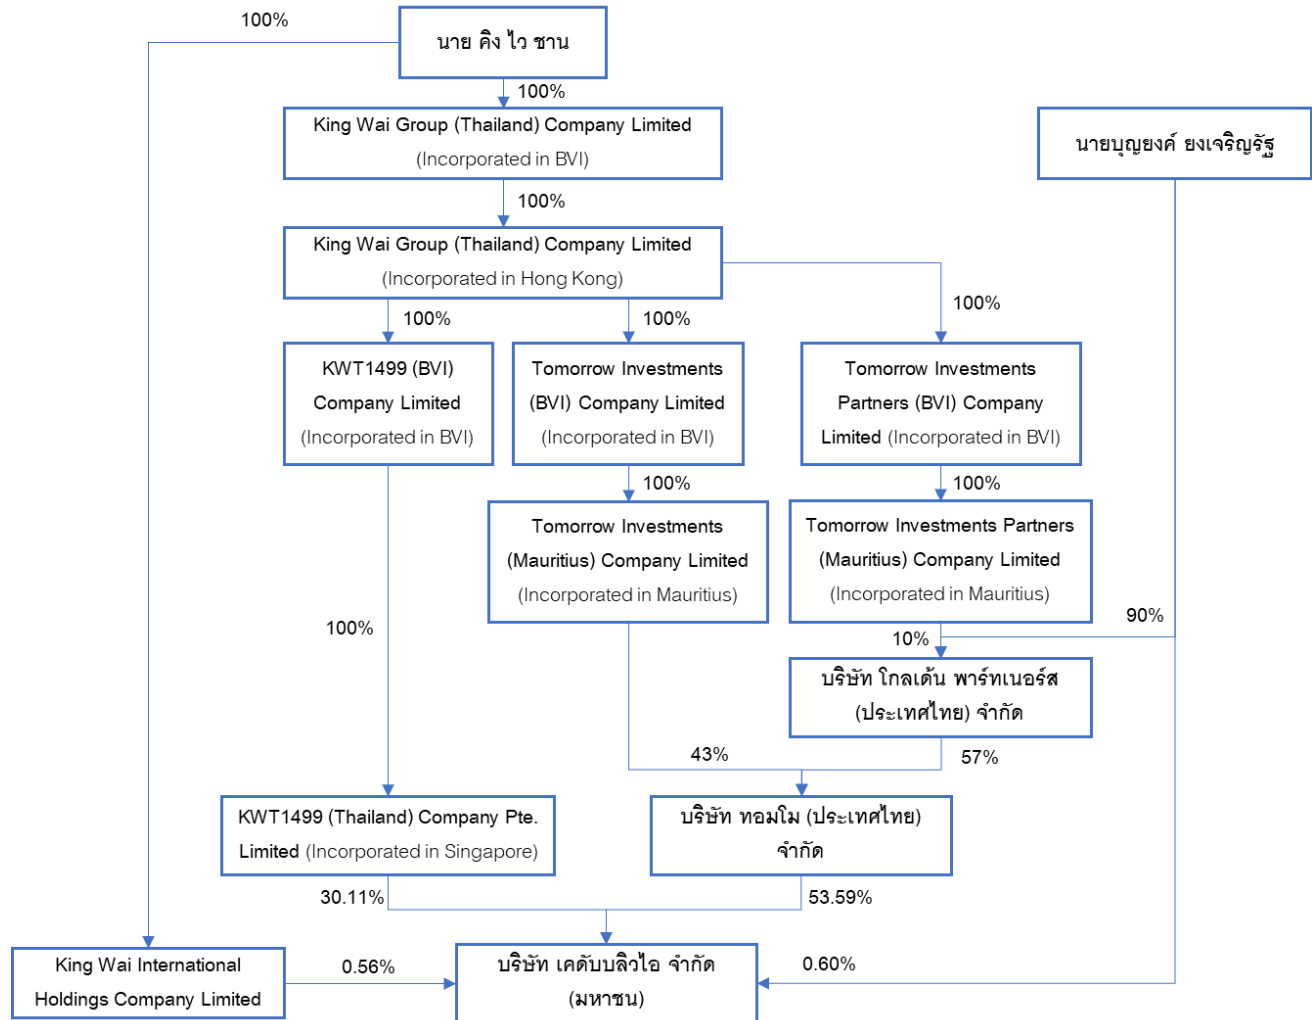 100%
นาย คิง ไว ชาน
100%
King Wai Group (Thailand) Company Limited
(Incorporated in BVI)
นายบุญยงค์ ยงเจริญรัฐ
100%
King Wai Group (Thailand) Company Limited
(Incorporated in Hong Kong)
100%
100%
100%
KWT1499 (BVI)
Company Limited
(Incorporated in BVI)
Tomorrow Investments
(BVI) Company Limited
(Incorporated in BVI)
Tomorrow Investments
Partners (BVI) Company
Limited (Incorporated in BVI)
100%
100%
Tomorrow Investments
(Mauritius) Company Limited
(Incorporated in Mauritius)
Tomorrow Investments Partners
(Mauritius) Company Limited
(Incorporated in Mauritius)
100%
10%
90%
บริษัท โกลเด้น พาร์ทเนอร์ส
(ประเทศไทย) จำกัด
43%
57%
KWT1499 (Thailand) Company Pte.
Limited (Incorporated in Singapore)
บริษัท ทอมโม (ประเทศไทย)
จำกัด
30.11%
53.59%
King Wai International
Holdings Company Limited
0.56%
บริษัท เคดับบลิวไอ จำกัด
(มหาชน)
0.60%